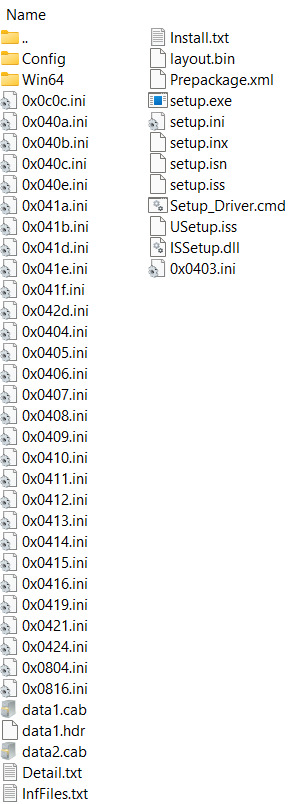 Name
..
Config
Win64
0x0c0c.ini
0x040a.ini
0x040b.ini
0x040c.ini
0x040e.ini
0x041a.ini
0x041b.ini
0x041d.ini
0x041e.ini
0x041f.ini
0x042d.ini
0x0404.ini
0x0405.ini
0x0406.ini
0x0407.ini
0x0408.ini
0x0409.ini
0x0410.ini
0x0411.ini
0x0412.ini
0x0413.ini
0x0414.ini
0x0415.ini
0x0416.ini
0x0419.ini
0x0421.ini
0x0424.ini
0x0804.ini
0x0816.ini
data1.cab
data1.hdr
data2.cab
Detail.txt
InfFiles.txt
Install.txt
layout.bin
Prepackage.xml
setup.exe
setup.ini
setup.inx
setup.isn
setup.iss
Setup_Driver.cmd
USetup.iss
ISSetup.dll
0x0403.ini